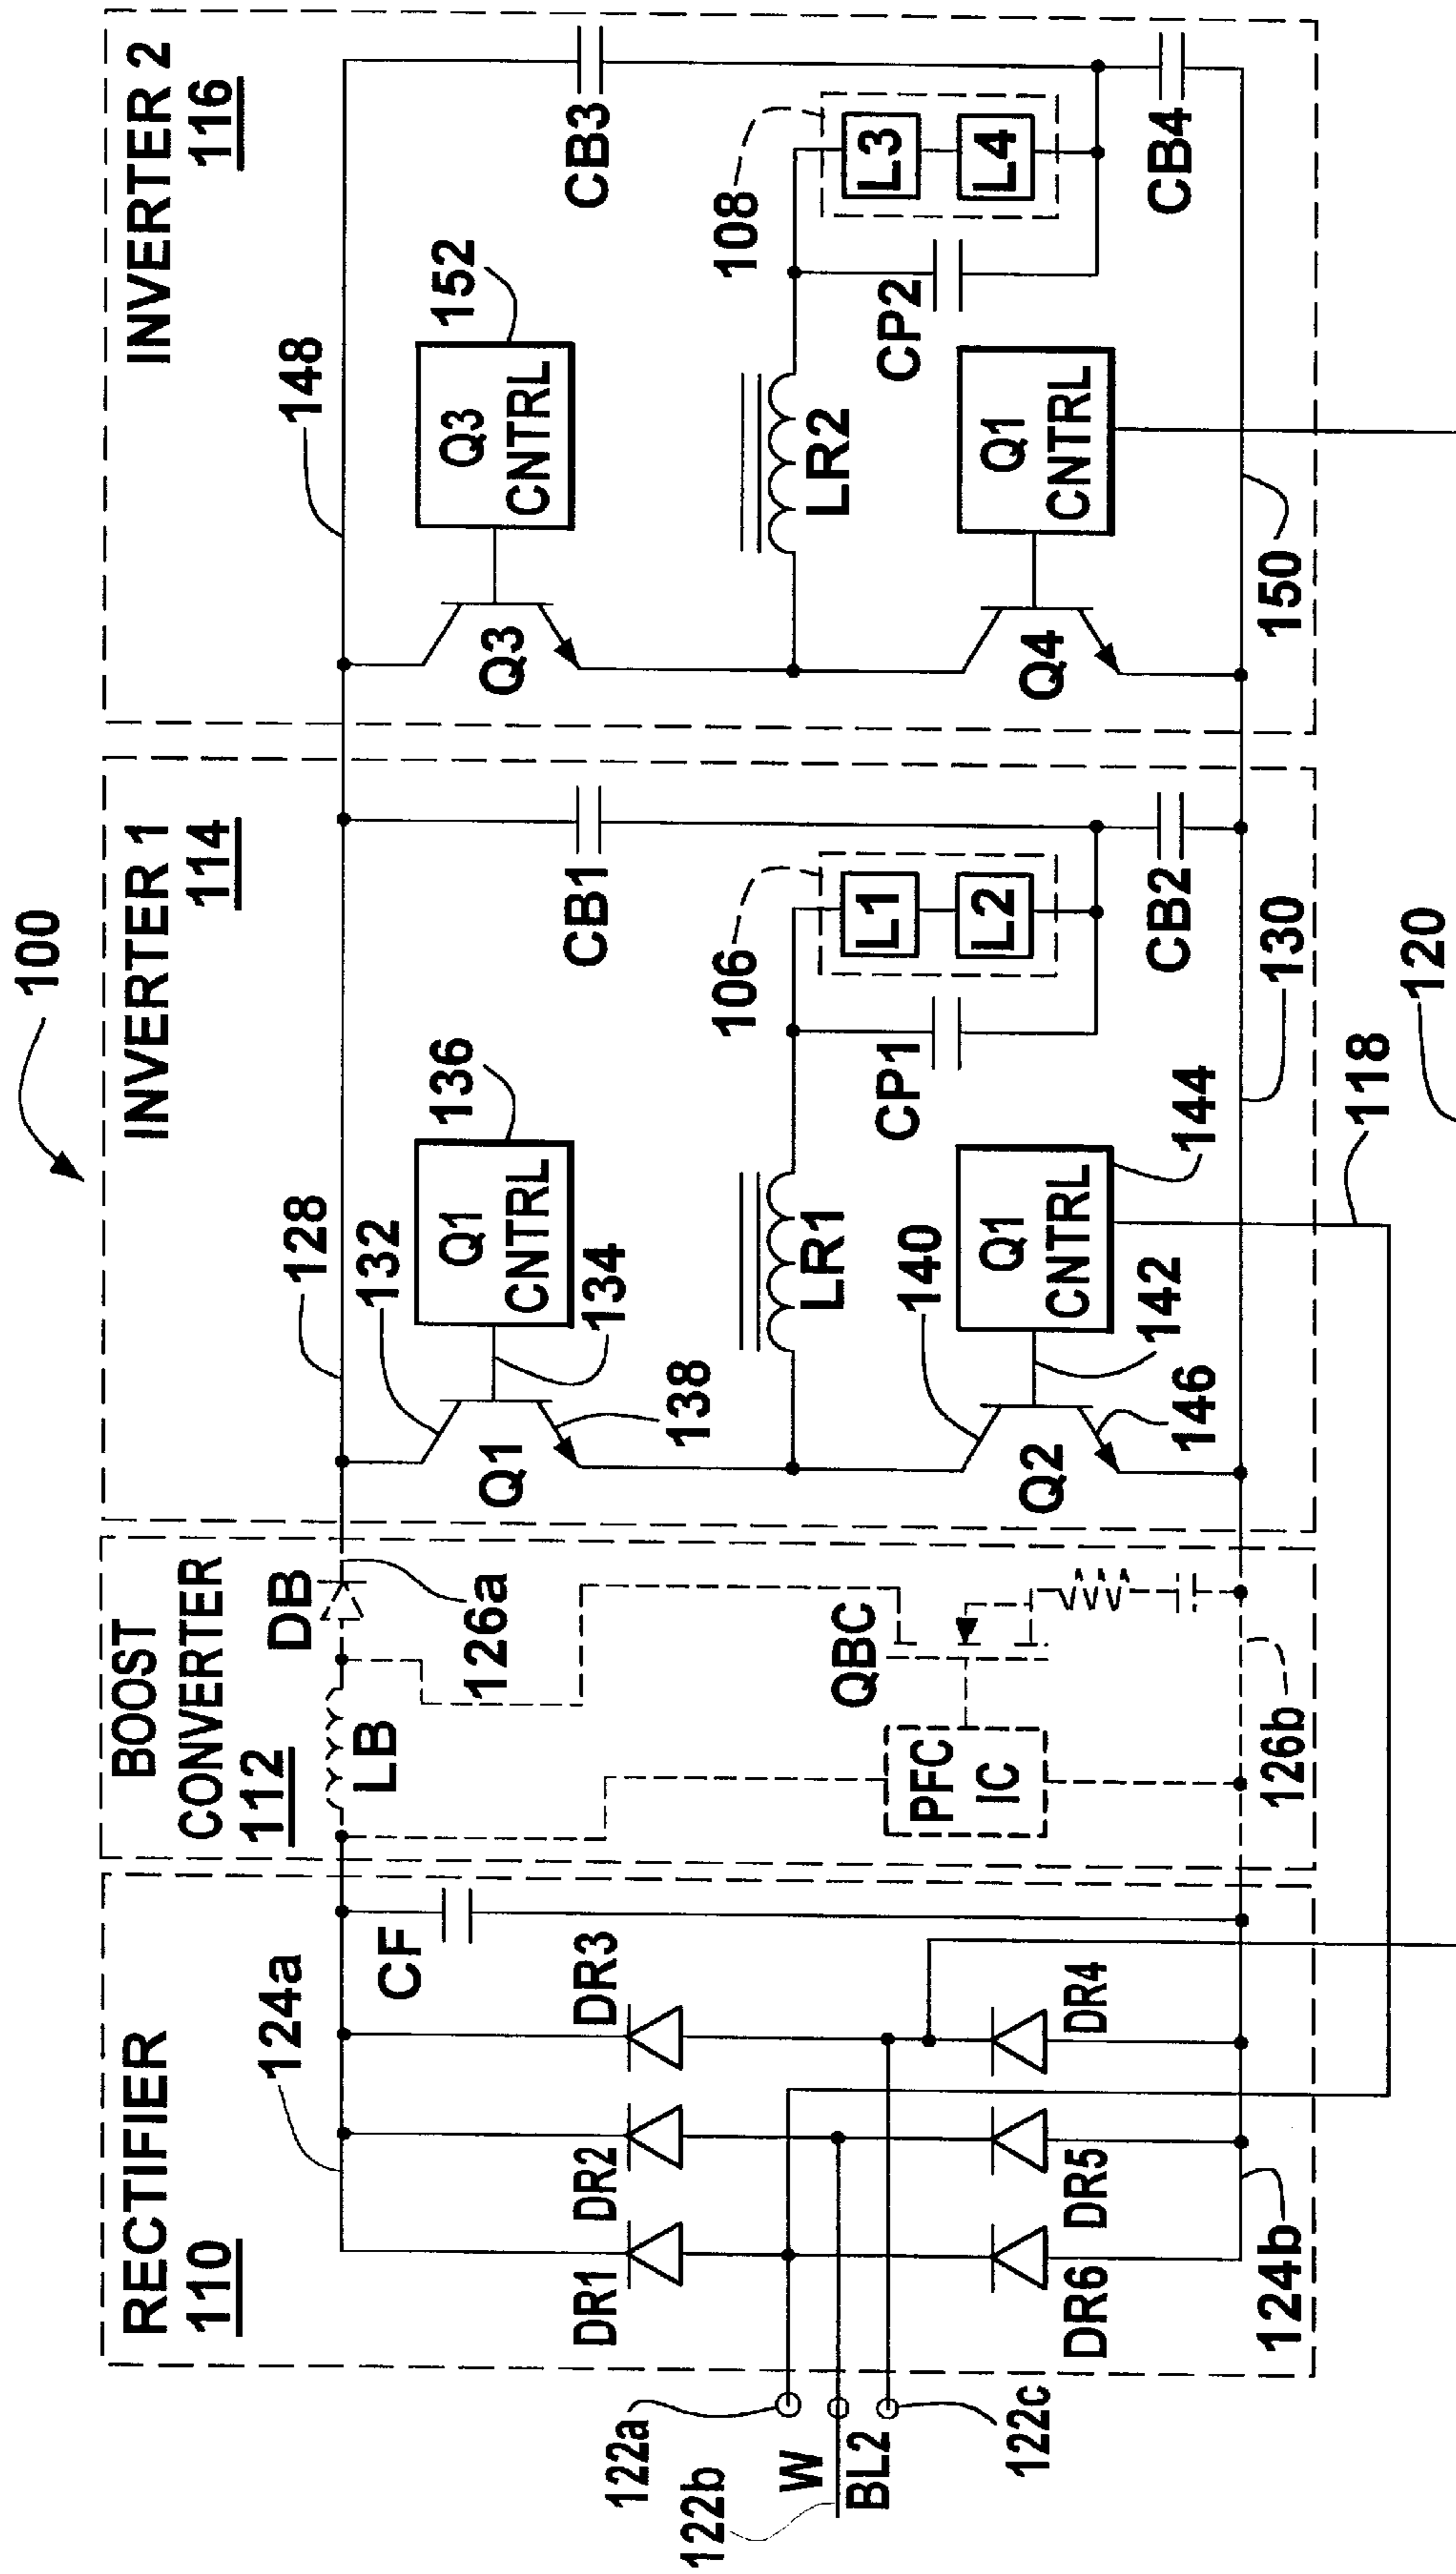 100
RECTIFIER
110
124a
CF
DR1
DR2
DR3
DR6
DR5
DR4
124b
122a
122b
W
BL2
122c
BOOST
CONVERTER
112
LB
DB
126a
QBC
PFC
IC
126b
INVERTER 1
114
128
132
Q1
CNTRL
136
134
138
Q1
LR1
106
L1
L2
CP1
CB1
CB2
140
Q1
CNTRL
144
142
146
Q2
130
118
120
INVERTER 2
116
148
Q3
CNTRL
152
Q3
LR2
108
L3
L4
CP2
CB3
CB4
Q1
CNTRL
Q4
150